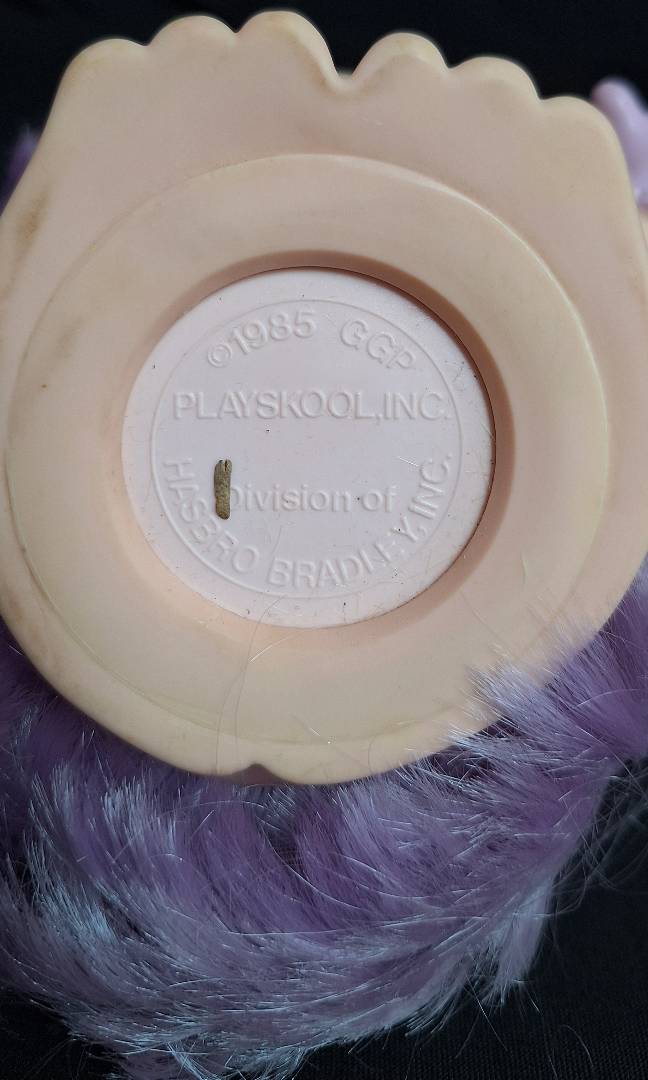 ©1985 GGP
PLAYSKOOL,INC.
Division of
HASBRO BRADLEY,INC.